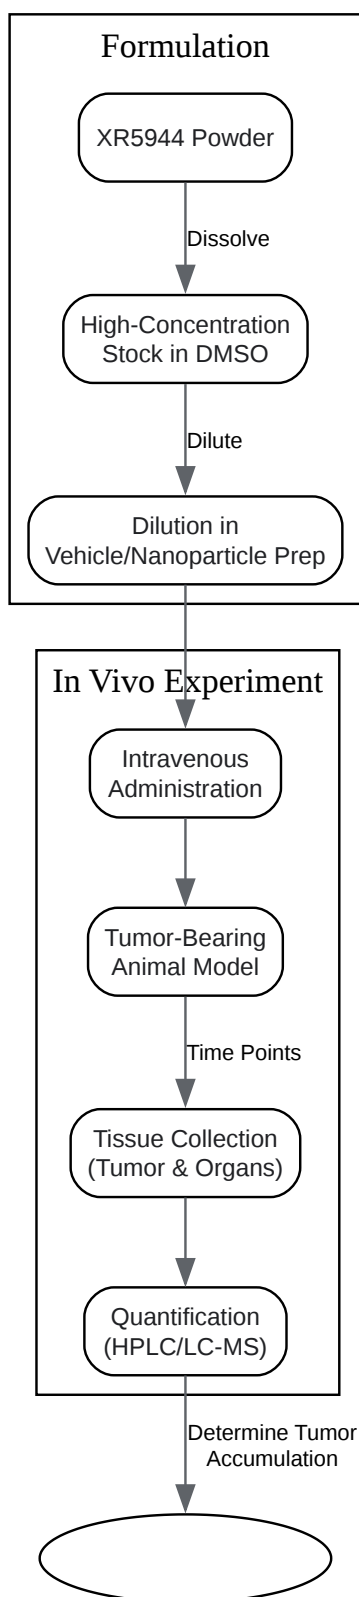 Formulation
XR5944 Powder
Dissolve
High-Concentration
Stock in DMSO
Dilute
Dilution in
Vehicle/Nanoparticle Prep
In Vivo Experiment
Intravenous
Administration
Tumor-Bearing
Animal Model
Time Points
Tissue Collection
(Tumor & Organs)
Quantification
(HPLC/LC-MS)
Determine Tumor
Accumulation